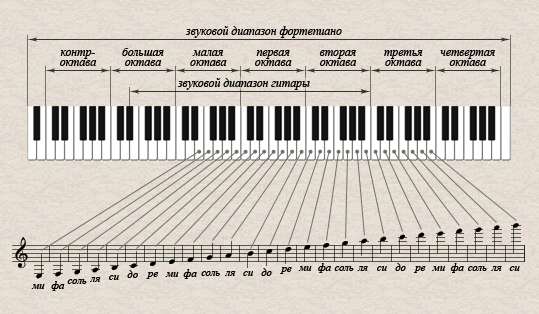 звуковой диапазон фортепиано
контр-октава
большая октава
малая октава
первая октава
вторая октава
третья октава
четвертая октава
звуковой диапазон гитары
ми фа соль ля си до ре ми фа соль ля си до ре ми фа соль ля си до ре ми фа соль ля си